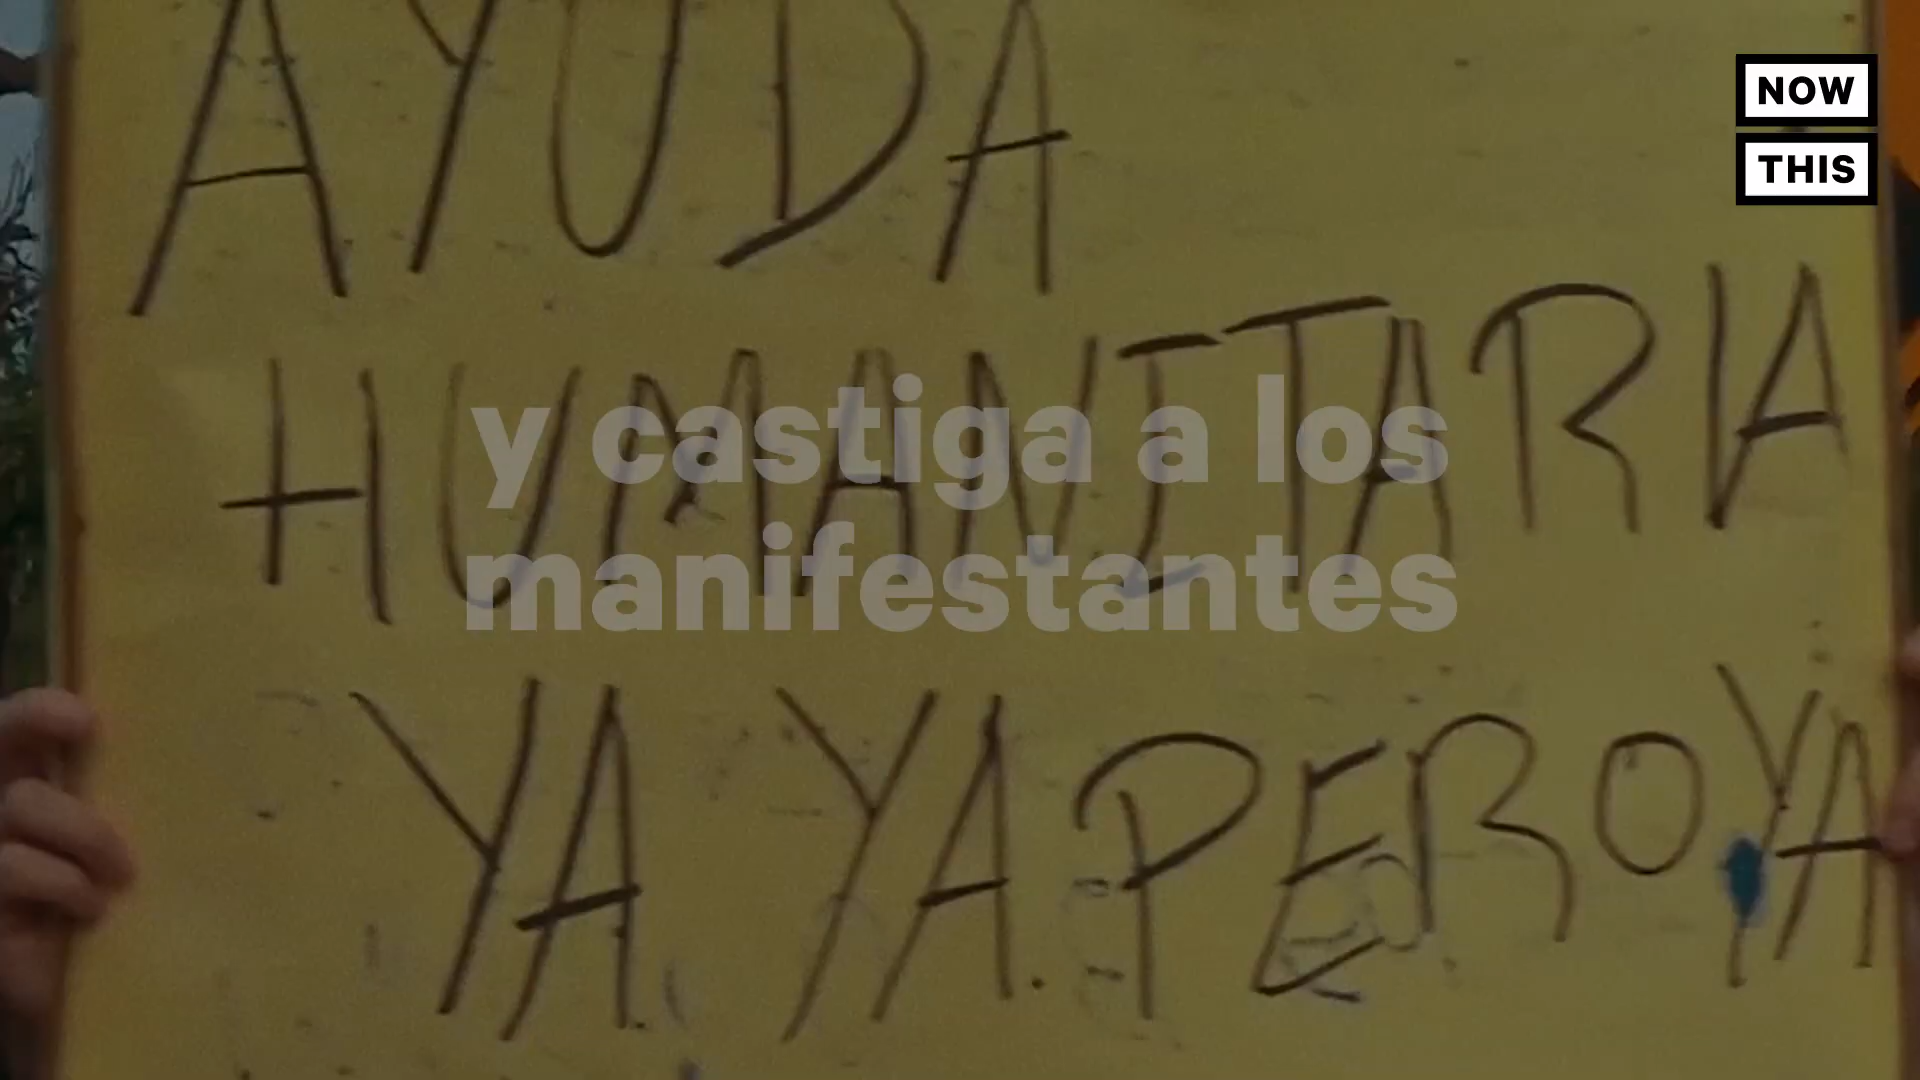 AYUDA
NOW
THIS
HUMANITARIA
y castiga a los
manifestantes
YA YA. PERO YA